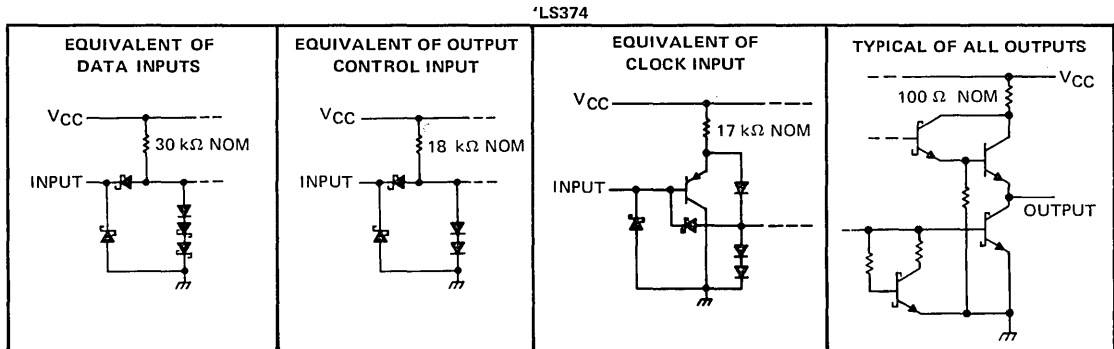 'LS374
EQUIVALENT OF
DATA INPUTS
VCC
30 kΩ NOM
INPUT
EQUIVALENT OF OUTPUT
CONTROL INPUT
VCC
18 kΩ NOM
INPUT
EQUIVALENT OF
CLOCK INPUT
VCC
17 kΩ NOM
INPUT
TYPICAL OF ALL OUTPUTS
VCC
100 Ω NOM
OUTPUT